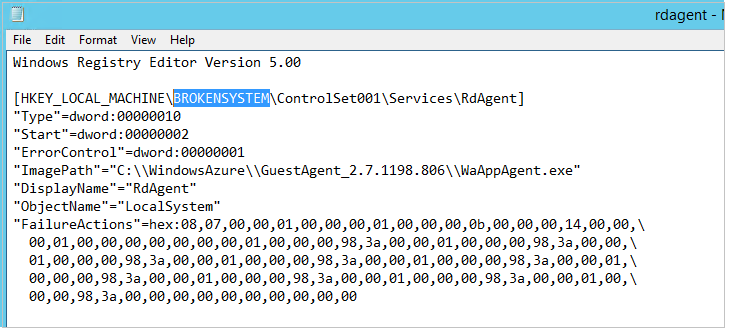 rdagent - N
File Edit Format View Help
Windows Registry Editor Version 5.00
[HKEY_LOCAL_MACHINE\BROKENSYSTEM\ControlSet001\Services\RdAgent]
"Type"=dword:00000010
"Start"=dword:00000002
"ErrorControl"=dword:00000001
"ImagePath"="C:\\WindowsAzure\\GuestAgent_2.7.1198.806\\WaAppAgent.exe"
"DisplayName"="RdAgent"
"ObjectName"="LocalSystem"
"FailureActions"=hex:08,07,00,00,01,00,00,00,01,00,00,00,0b,00,00,00,14,00,00,\
00,01,00,00,00,00,00,00,00,01,00,00,00,98,3a,00,00,01,00,00,00,98,3a,00,00,\
01,00,00,00,98,3a,00,00,01,00,00,00,98,3a,00,00,01,00,00,00,98,3a,00,00,01,\
00,00,00,98,3a,00,00,01,00,00,00,98,3a,00,00,01,00,00,00,98,3a,00,00,01,00,\
00,00,98,3a,00,00,00,00,00,00,00,00,00,00